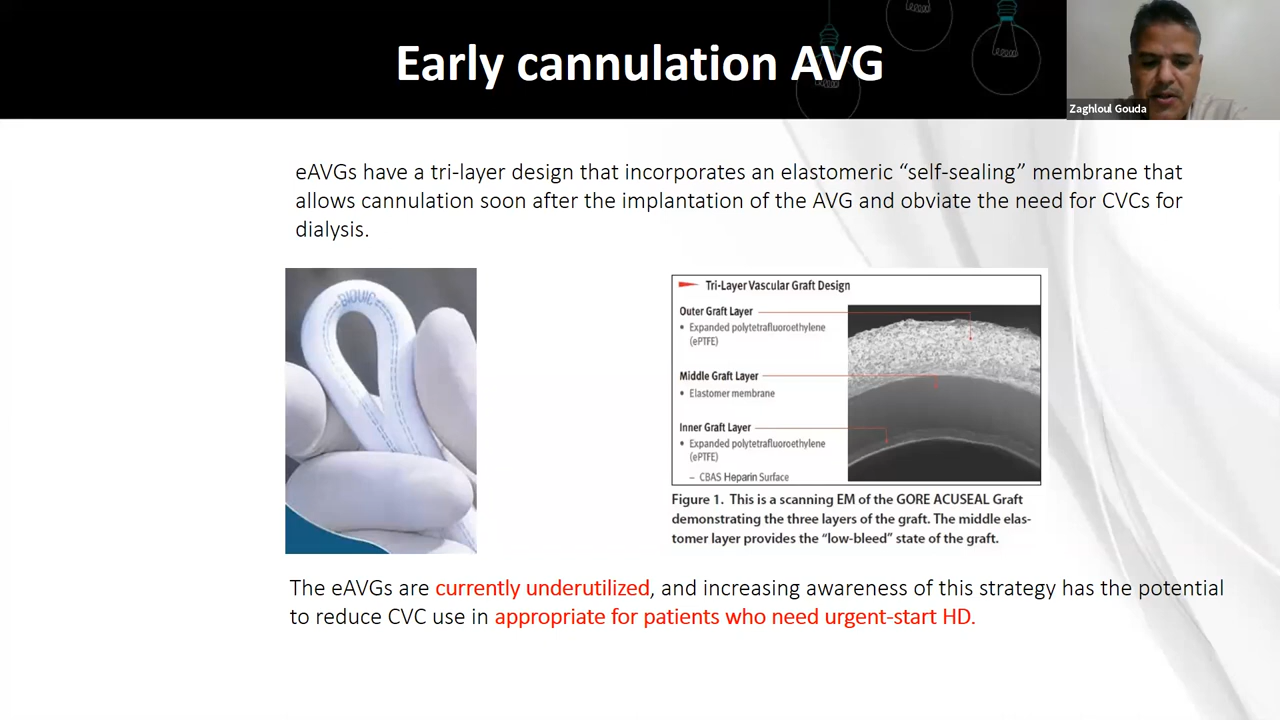 Early cannulation AVG
Zaghloul Gouda
eAVGs have a tri-layer design that incorporates an elastomeric “self-sealing” membrane that
allows cannulation soon after the implantation of the AVG and obviate the need for CVCs for
dialysis.
Tri-Layer Vascular Graft Design
Outer Graft Layer
• Expanded polytetrafluoroethylene
(ePTFE)
Middle Graft Layer
• Elastomer membrane
Inner Graft Layer
• Expanded polytetrafluoroethylene
(ePTFE)
– CBAS Heparin Surface
Figure 1. This is a scanning EM of the GORE ACUSEAL Graft
demonstrating the three layers of the graft. The middle elas-
tomer layer provides the “low-bleed” state of the graft.
The eAVGs are currently underutilized, and increasing awareness of this strategy has the potential
to reduce CVC use in appropriate for patients who need urgent-start HD.